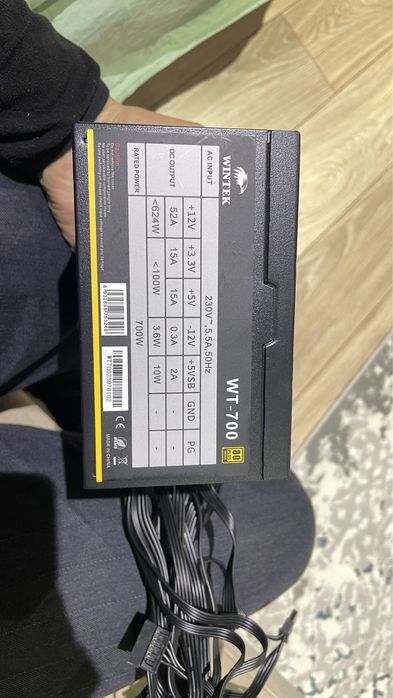 WINTEK
WT-700
80 PLUS
AC INPUT 230V~,5.5A,50Hz
DC OUTPUT +12V +3.3V +5V -12V +5VSB GND PG
52A 15A 15A 0.3A 2A - -
<624W <100W 3.6W 10W - -
RATED POWER 700W
WT70025070102
CE
MADE IN CHINA